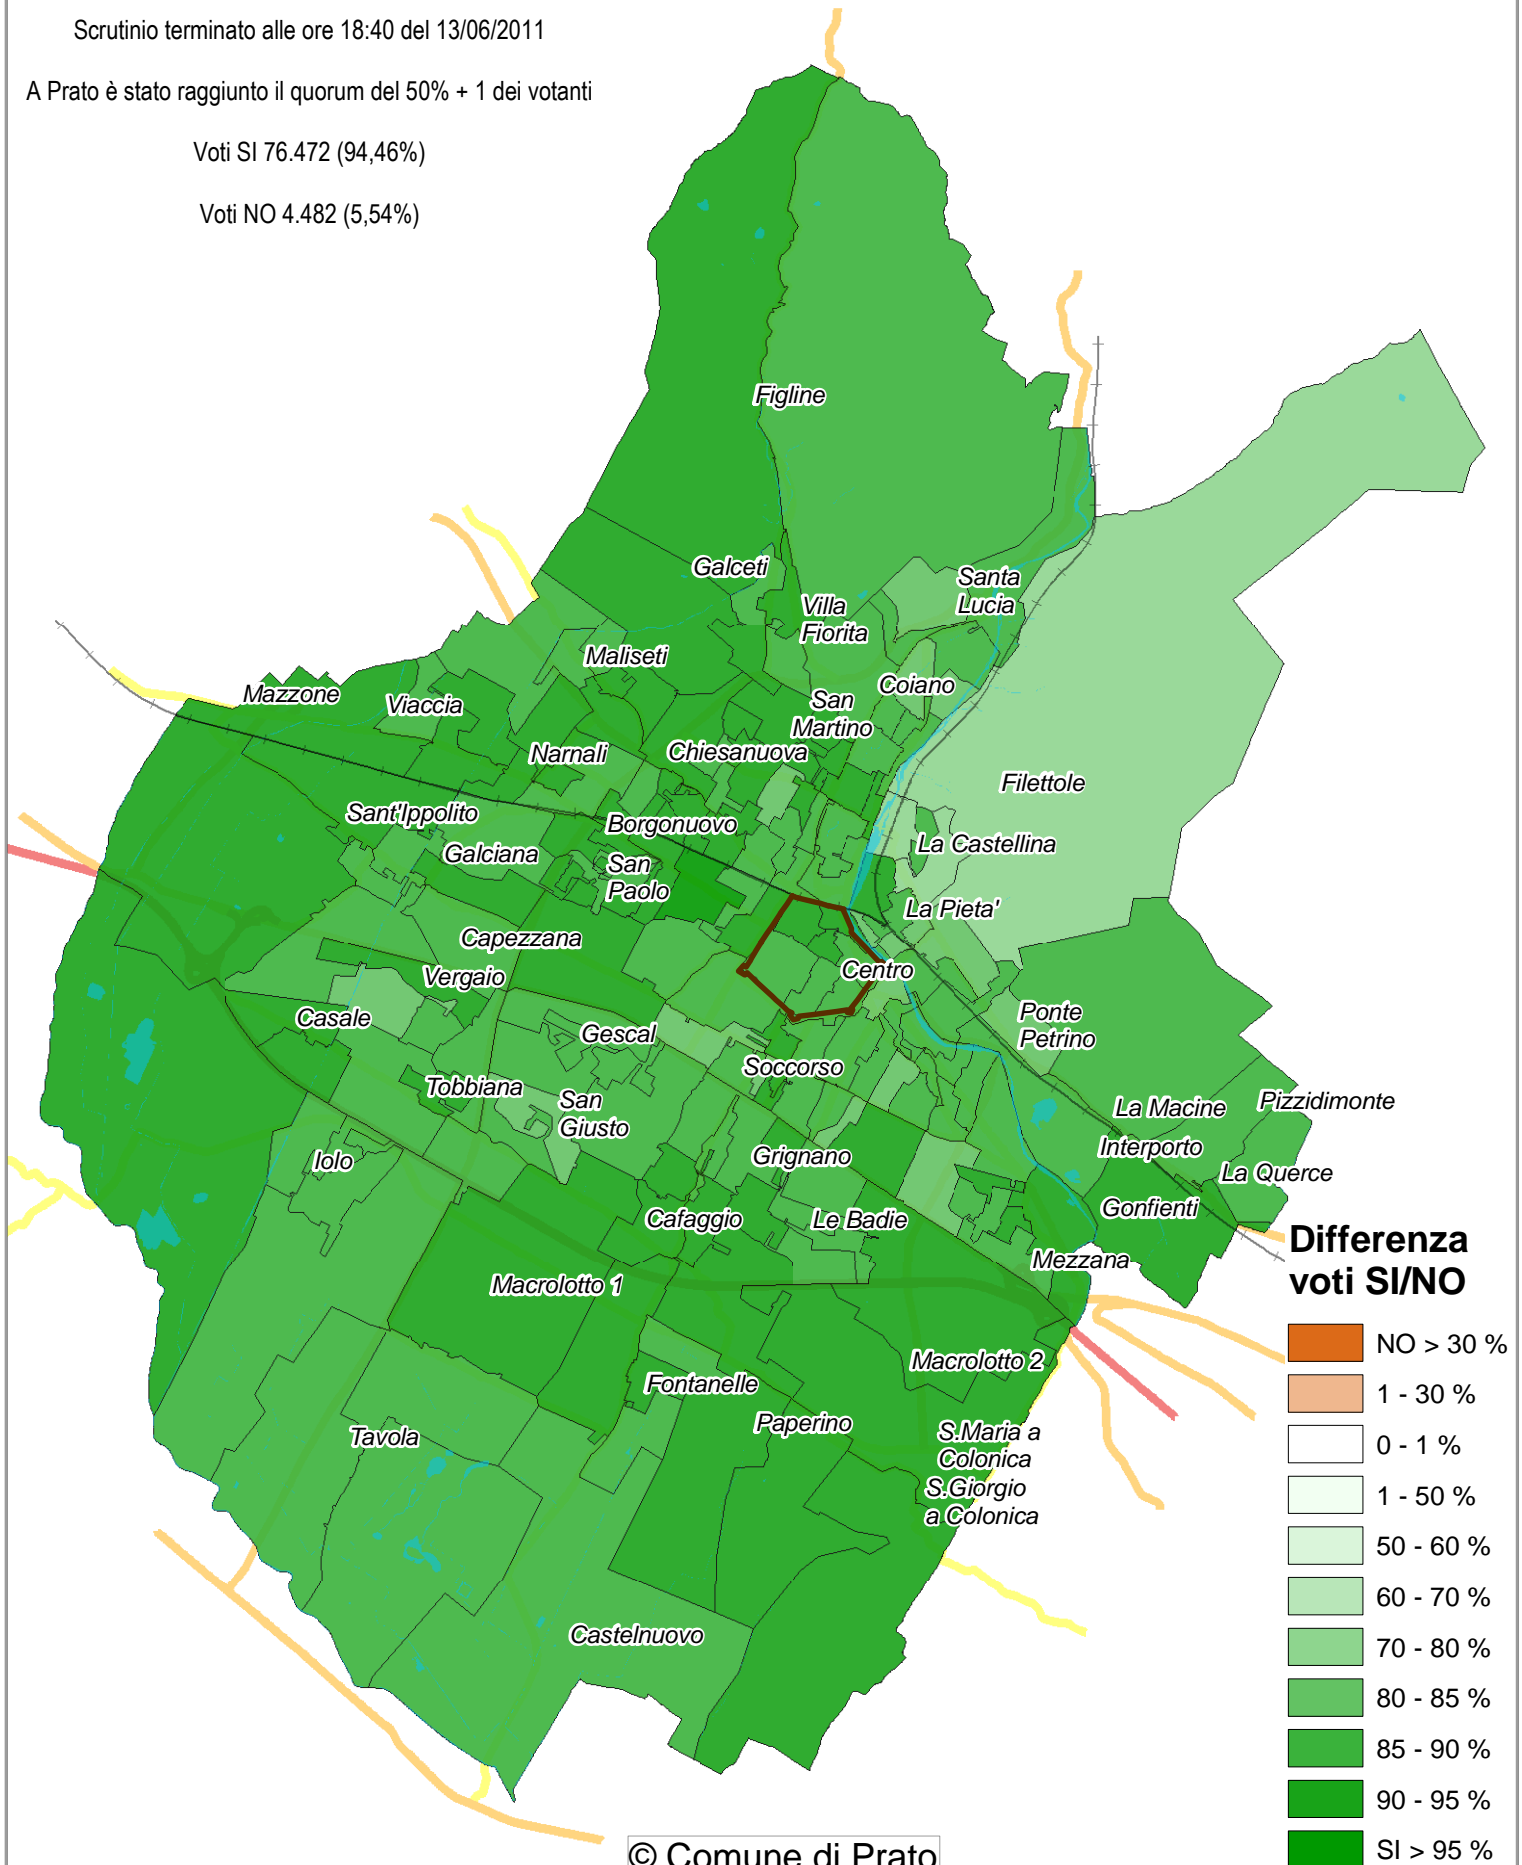 Scrutinio terminato alle ore 18:40 del 13/06/2011
A Prato è stato raggiunto il quorum del 50% + 1 dei votanti
Voti SI 76.472 (94,46%)
Voti NO 4.482 (5,54%)
Figline
Galceti
Santa
Lucia
Villa
Fiorita
Maliseti
Coiano
Mazzone
Viaccia
San
Martino
Narnali
Chiesanuova
Filettole
Sant'Ippolito
Borgonuovo
La Castellina
Galciana
San
Paolo
La Pieta'
Capezzana
Vergaio
Centro
Casale
Gescal
Ponte
Petrino
Soccorso
Tobbiana
San
Giusto
La Macine
Pizzidimonte
Iolo
Grignano
Interporto
La Querce
Cafaggio
Le Badie
Gonfienti
Mezzana
Macrolotto 1
Macrolotto 2
Fontanelle
Paperino
Tavola
S.Maria a
Colonica
S.Giorgio
a Colonica
Castelnuovo
Differenza
voti SI/NO
NO > 30 %
1 - 30 %
0 - 1 %
1 - 50 %
50 - 60 %
60 - 70 %
70 - 80 %
80 - 85 %
85 - 90 %
90 - 95 %
SI > 95 %
© Comune di Prato